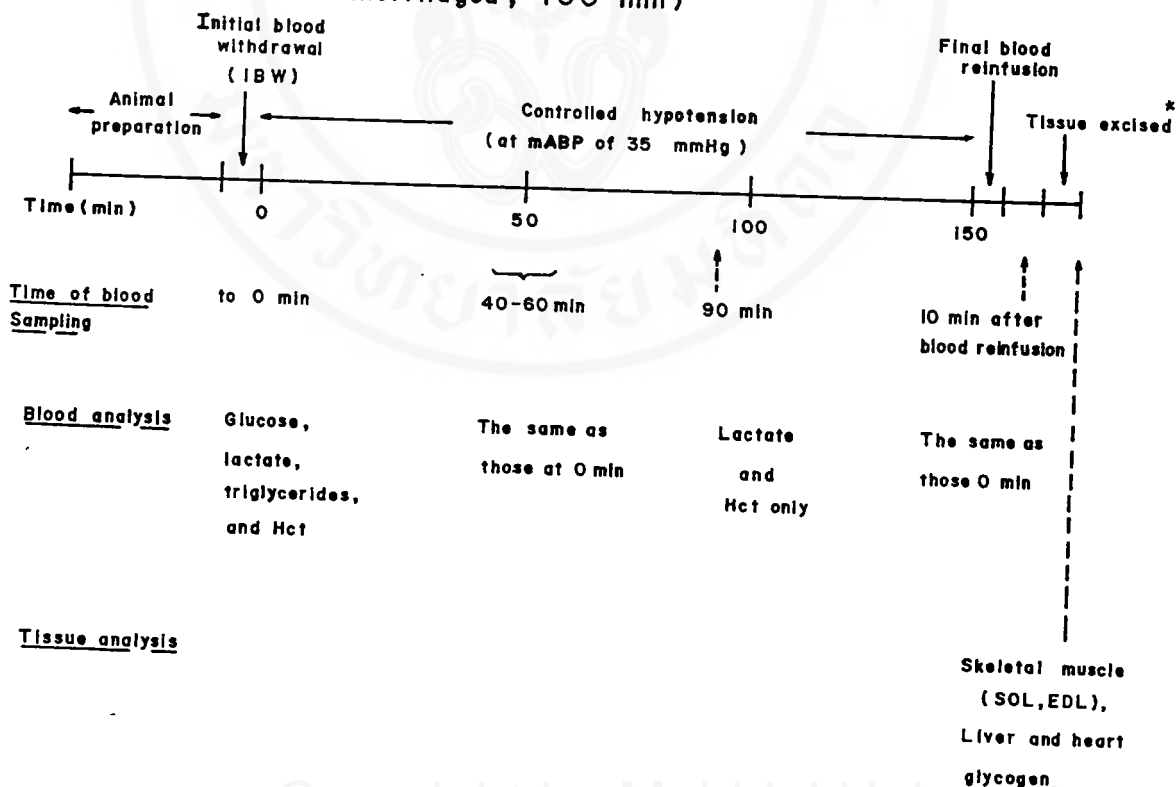 Initial blood
withdrawal
(IBW)
Final blood
reinfusion
Animal
preparation
Controlled hypotension
(at mABP of 35 mmHg)
Tissue excised*
Time (min)
0
50
100
150
Time of blood
Sampling
to 0 min
40-60 min
90 min
10 min after
blood reinfusion
Blood analysis
Glucose,
lactate,
triglycerides,
and Hct
The same as
those at 0 min
Lactate
and
Hct only
The same as
those 0 min
Tissue analysis
Skeletal muscle
(SOL,EDL),
Liver and heart
glycogen